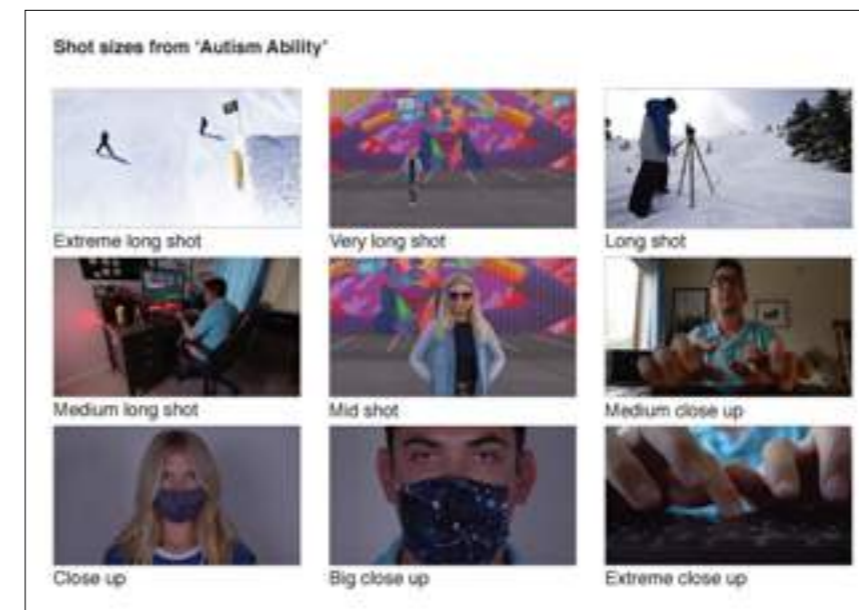 Shot sizes from 'Autism Ability'
Extreme long shot
Very long shot
Long shot
Medium long shot
Mid shot
Medium close up
Close up
Big close up
Extreme close up